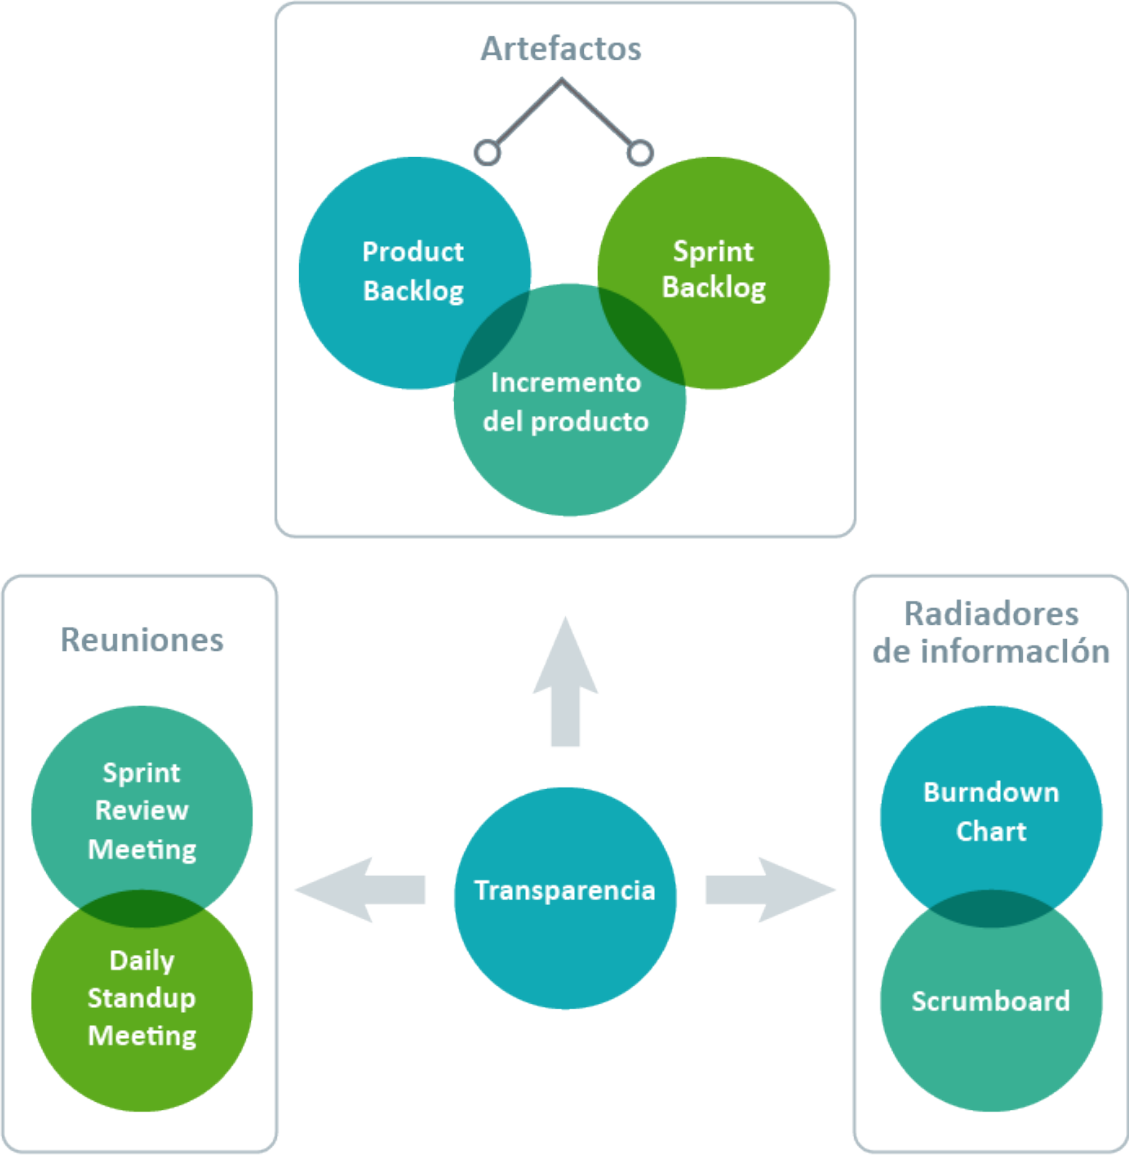 Artefactos
Product
Backlog
Sprint
Backlog
Incremento
del producto
Reuniones
Sprint
Review
Meeting
Daily
Standup
Meeting
Transparencia
Radiadores
de informacIón
Burndown
Chart
Scrumboard